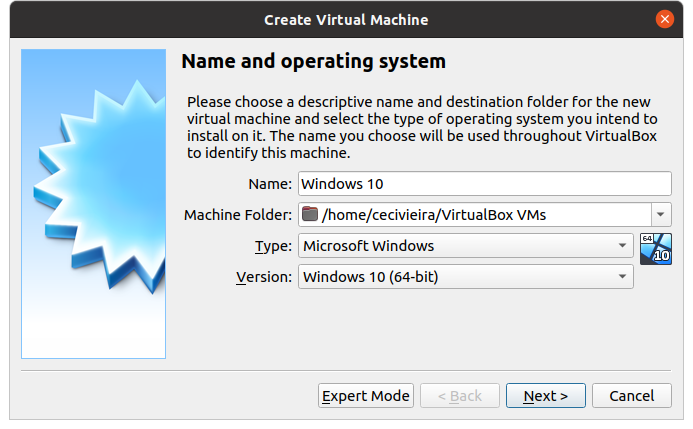 Create Virtual Machine
Name and operating system
Please choose a descriptive name and destination folder for the new
virtual machine and select the type of operating system you intend to
install on it. The name you choose will be used throughout VirtualBox
to identify this machine.
Name: Windows 10
Machine Folder: /home/cecivieira/VirtualBox VMs
Type: Microsoft Windows 64 10
Version: Windows 10 (64-bit)
Expert Mode < Back Next > Cancel